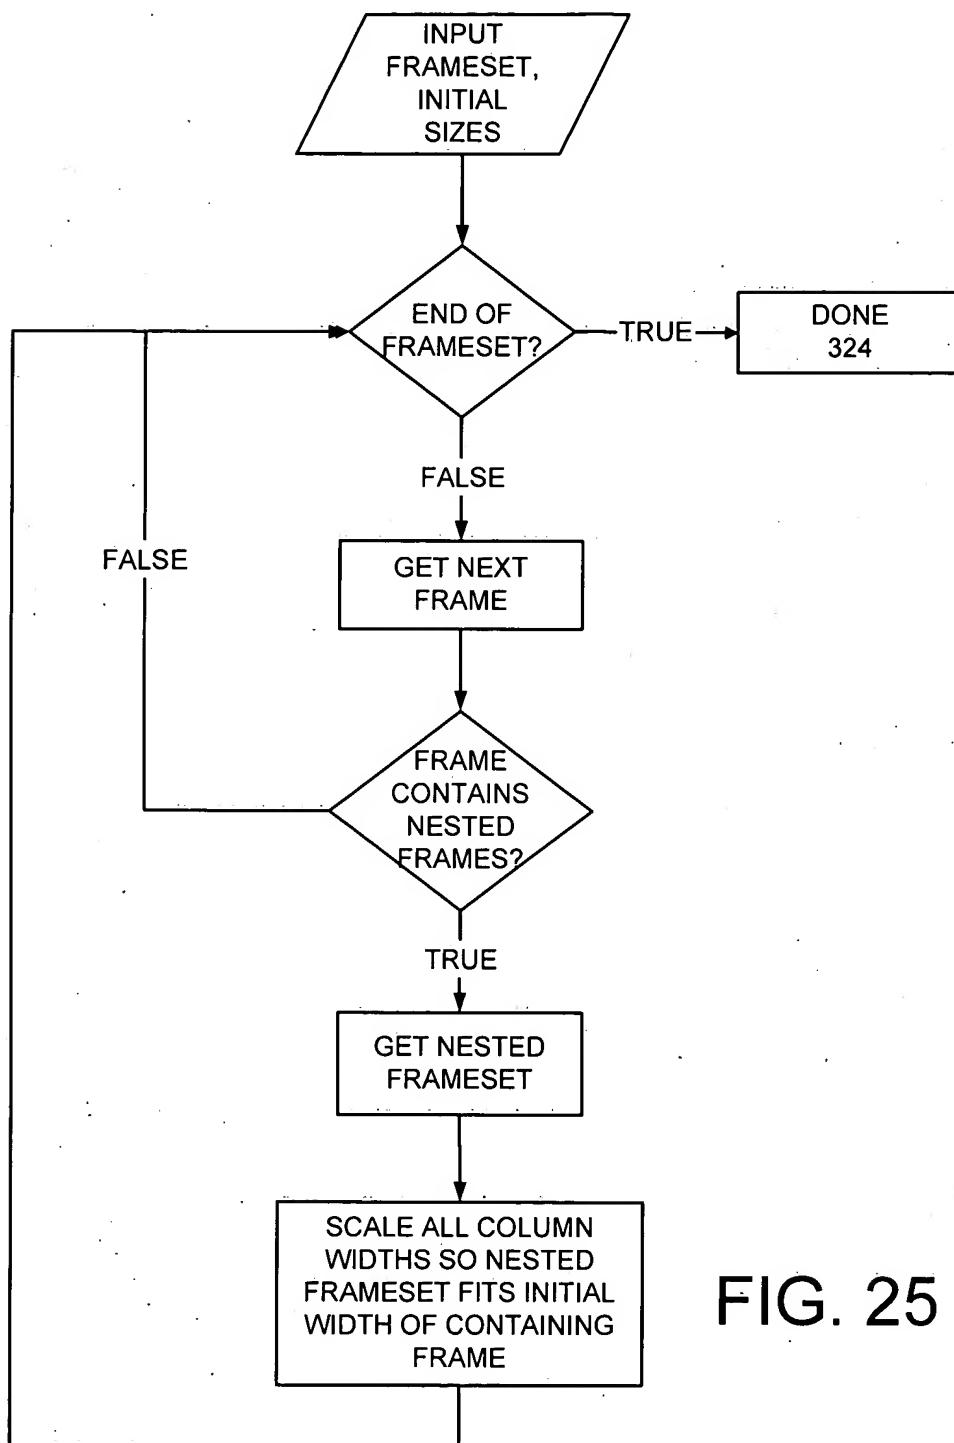 INPUT
FRAMESET,
INITIAL
SIZES
END OF
FRAMESET?
TRUE
DONE
324
FALSE
FALSE
GET NEXT
FRAME
FRAME
CONTAINS
NESTED
FRAMES?
TRUE
GET NESTED
FRAMESET
SCALE ALL COLUMN
WIDTHS SO NESTED
FRAMESET FITS INITIAL
WIDTH OF CONTAINING
FRAME
FIG. 25